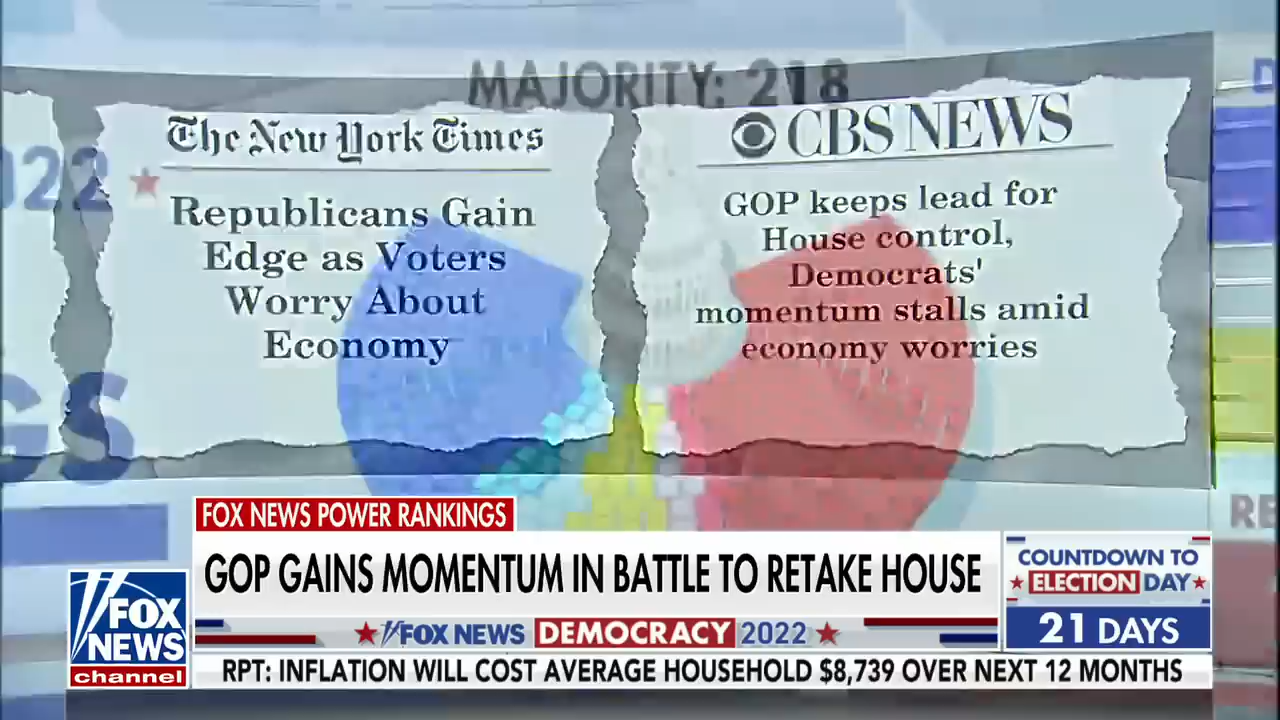 MAJORITY: 218
The New York Times
Republicans Gain
Edge as Voters
Worry About
Economy
CBS NEWS
GOP keeps lead for
House control,
Democrats'
momentum stalls amid
economy worries
FOX NEWS POWER RANKINGS
GOP GAINS MOMENTUM IN BATTLE TO RETAKE HOUSE
COUNTDOWN TO
ELECTION DAY
21 DAYS
FOX NEWS DEMOCRACY 2022
FOX
NEWS
channel
RPT: INFLATION WILL COST AVERAGE HOUSEHOLD $8,739 OVER NEXT 12 MONTHS